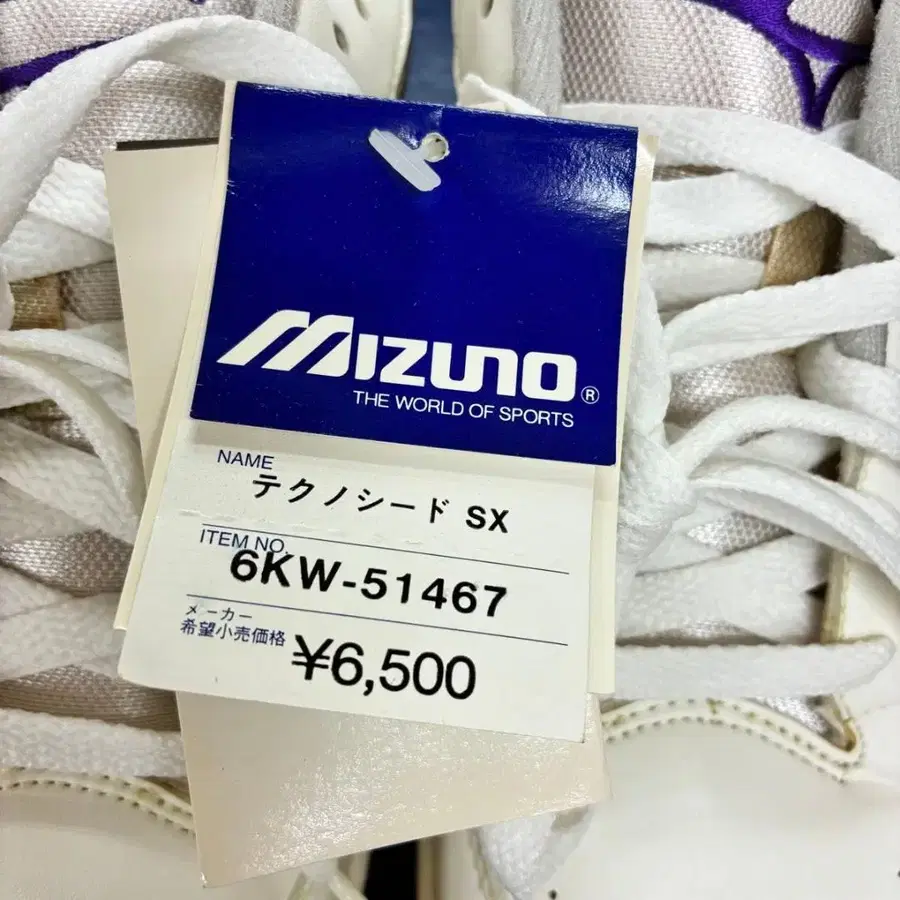 MIZUNO®
THE WORLD OF SPORTS
NAME
テクノシード SX
ITEM NO.
6KW-51467
メーカー
希望小売価格
¥6,500